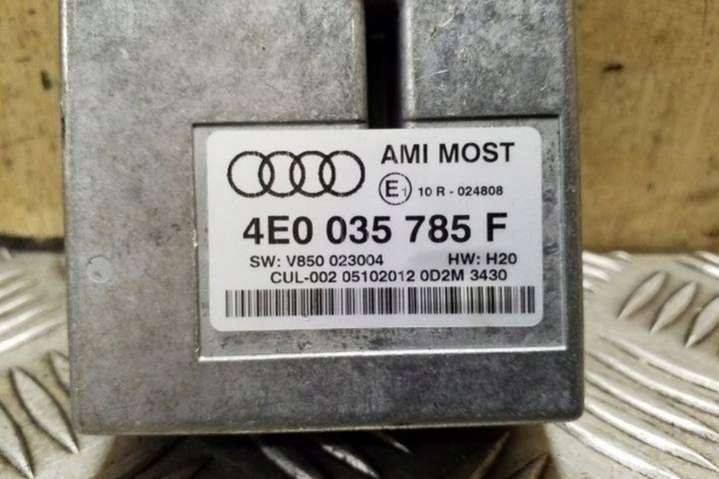 AMI MOST
E1 10 R - 024808
4E0 035 785 F
SW: V850 023004 HW: H20
CUL-002 05102012 0D2M 3430